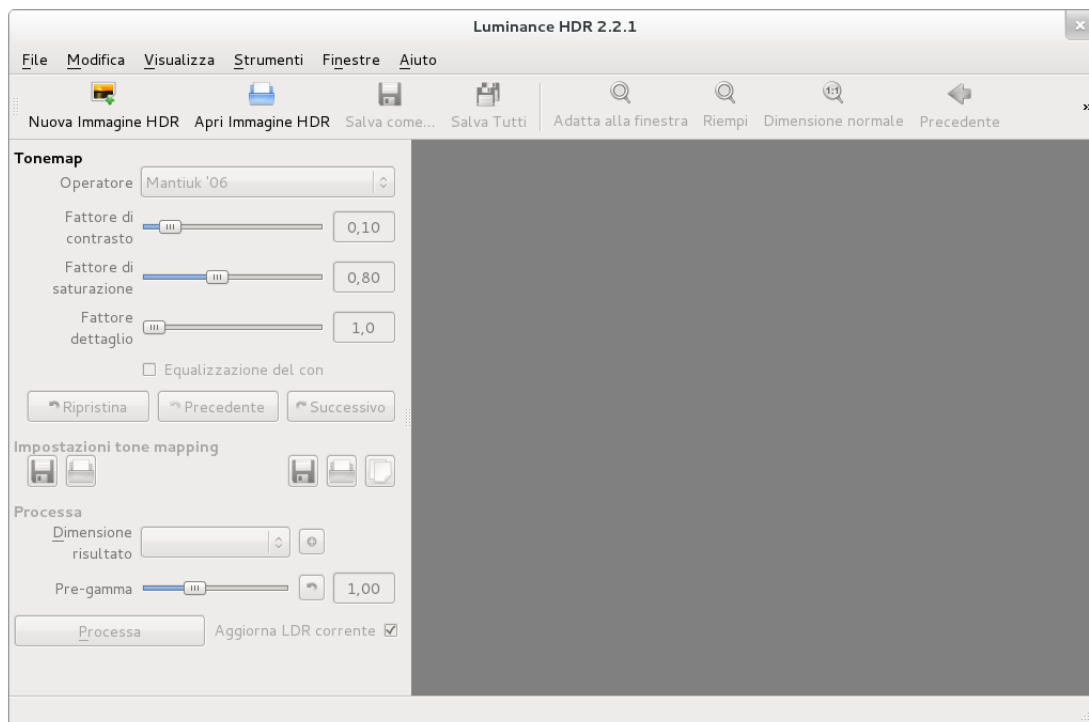 Luminance HDR 2.2.1
File Modifica Visualizza Strumenti Finestre Aiuto
Nuova Immagine HDR Apri Immagine HDR Salva come... Salva Tutti Adatta alla finestra Riempi Dimensione normale Precedente »
Tonemap
Operatore Mantiuk '06
Fattore di
contrasto 0,10
Fattore di
saturazione 0,80
Fattore
dettaglio 1,0
Equalizzazione del con
Ripristina Precedente Successivo
Impostazioni tone mapping
Processa
Dimensione
risultato
Pre-gamma 1,00
Processa Aggiorna LDR corrente